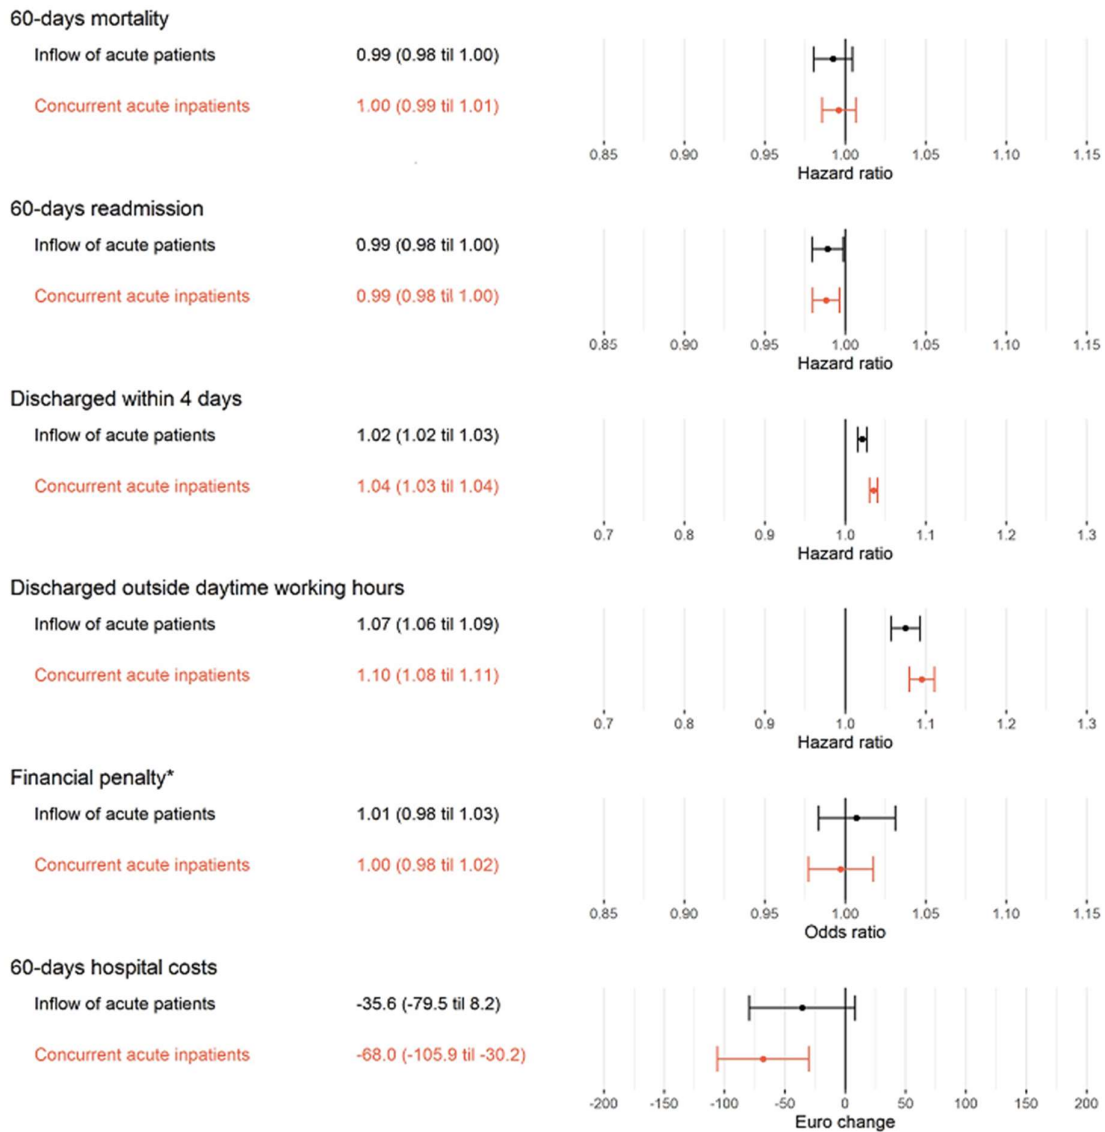 60-days mortality
Inflow of acute patients 0.99 (0.98 til 1.00)
Concurrent acute inpatients 1.00 (0.99 til 1.01)
0.85 0.90 0.95 1.00 1.05 1.10 1.15
Hazard ratio
60-days readmission
Inflow of acute patients 0.99 (0.98 til 1.00)
Concurrent acute inpatients 0.99 (0.98 til 1.00)
0.85 0.90 0.95 1.00 1.05 1.10 1.15
Hazard ratio
Discharged within 4 days
Inflow of acute patients 1.02 (1.02 til 1.03)
Concurrent acute inpatients 1.04 (1.03 til 1.04)
0.7 0.8 0.9 1.0 1.1 1.2 1.3
Hazard ratio
Discharged outside daytime working hours
Inflow of acute patients 1.07 (1.06 til 1.09)
Concurrent acute inpatients 1.10 (1.08 til 1.11)
0.7 0.8 0.9 1.0 1.1 1.2 1.3
Hazard ratio
Financial penalty*
Inflow of acute patients 1.01 (0.98 til 1.03)
Concurrent acute inpatients 1.00 (0.98 til 1.02)
0.85 0.90 0.95 1.00 1.05 1.10 1.15
Odds ratio
60-days hospital costs
Inflow of acute patients -35.6 (-79.5 til 8.2)
Concurrent acute inpatients -68.0 (-105.9 til -30.2)
-200 -150 -100 -50 0 50 100 150 200
Euro change